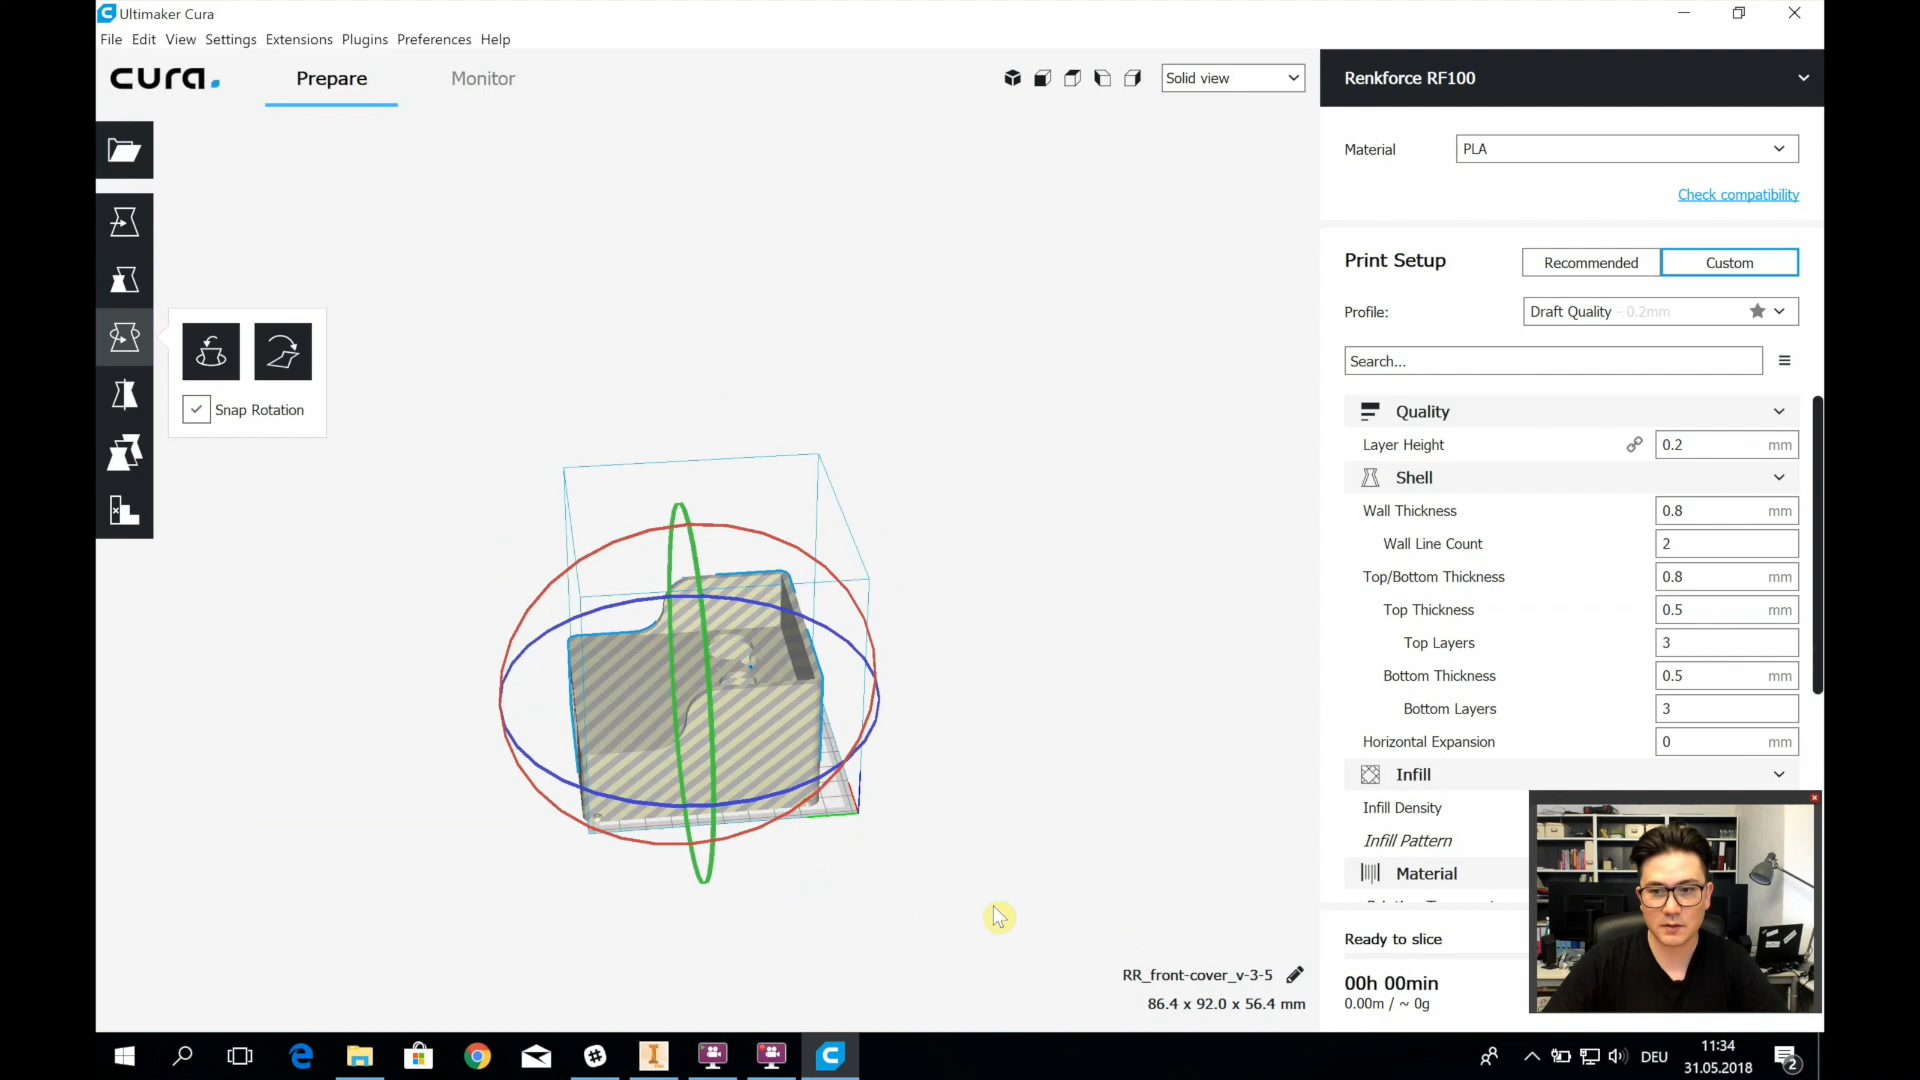 Ultimaker Cura
File Edit View Settings Extensions Plugins Preferences Help
cura.
Prepare
Monitor
Solid view
Renkforce RF100
Material
PLA
Check compatibility
Print Setup
Recommended
Custom
Profile:
Draft Quality - 0.2mm
Search...
Snap Rotation
Quality
Layer Height
0.2 mm
Shell
Wall Thickness
0.8 mm
Wall Line Count
2
Top/Bottom Thickness
0.8 mm
Top Thickness
0.5 mm
Top Layers
3
Bottom Thickness
0.5 mm
Bottom Layers
3
Horizontal Expansion
0 mm
Infill
Infill Density
Infill Pattern
Material
Ready to slice
RR_front-cover_v-3-5
86.4 x 92.0 x 56.4 mm
00h 00min
0.00m / ~ 0g
DEU
11:34
31.05.2018
2